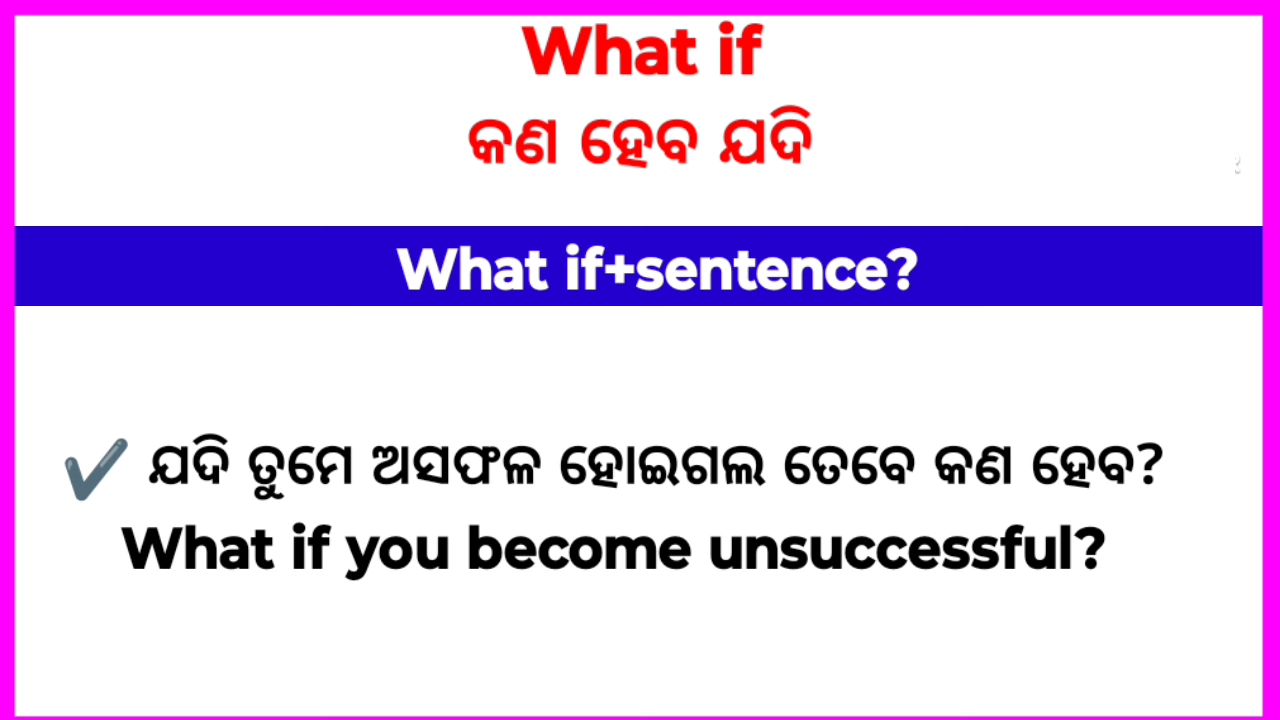 What if
କଣ ହେବ ଯଦି
What if+sentence?
ଯଦି ତୁମେ ଅସଫଳ ହୋଇଗଲ ତେବେ କଣ ହେବ?
What if you become unsuccessful?